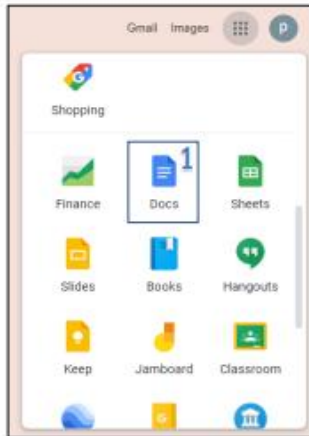 Gmail Images p
Shopping
1
Finance Docs Sheets
Slides Books Hangouts
Keep Jamboard Classroom